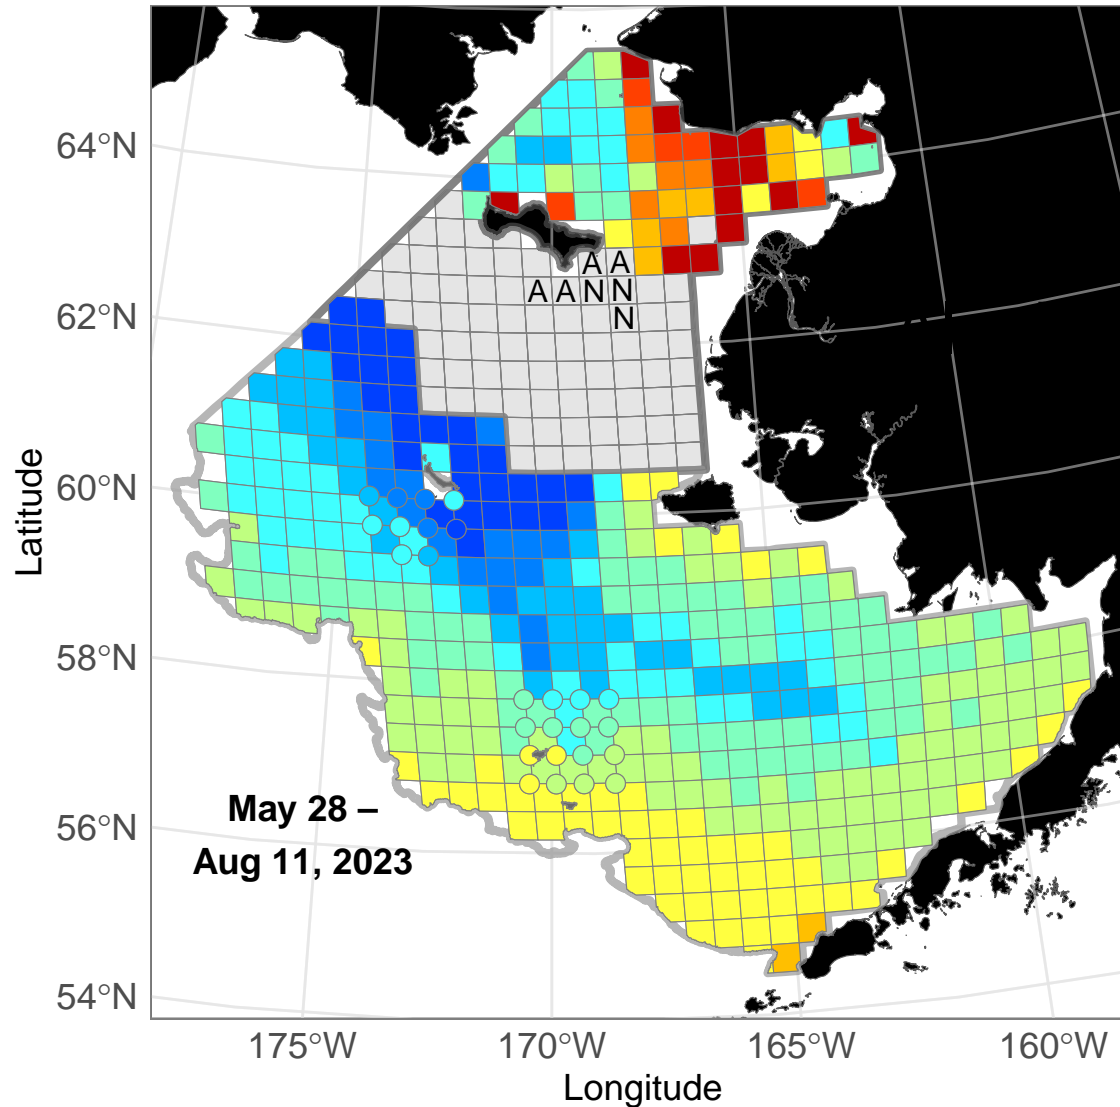 64°N
62°N
60°N
58°N
56°N
54°N
Latitude
A A
A A N N
N
May 28 –
Aug 11, 2023
175°W 170°W 165°W 160°W
Longitude